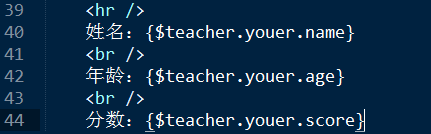 39 <hr />
40 姓名：{$teacher.youer.name}
41 <br />
42 年龄：{$teacher.youer.age}
43 <br />
44 分数：{$teacher.youer.score}